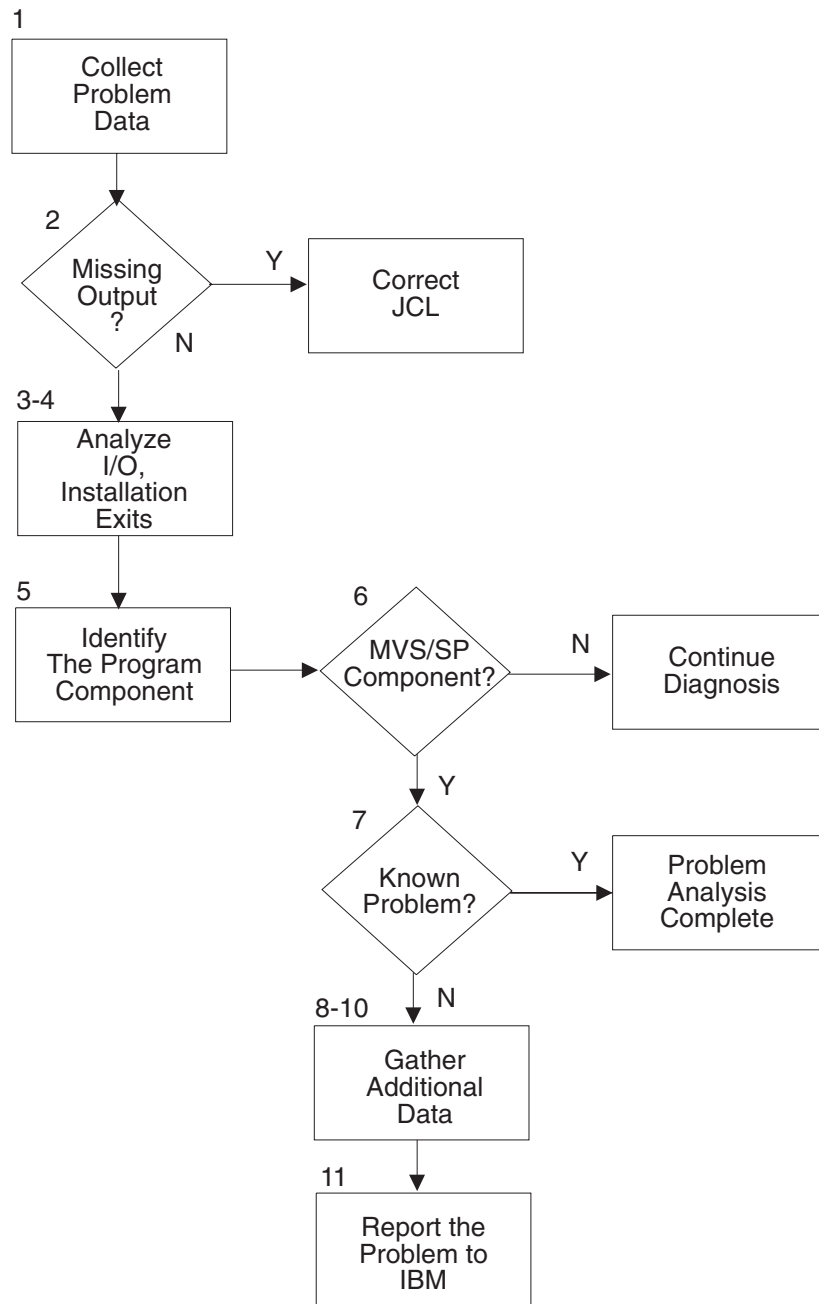 1
Collect
Problem
Data
2
Missing
Output
?
Y
Correct
JCL
N
3-4
Analyze
I/O,
Installation
Exits
5
Identify
The Program
Component
6
MVS/SP
Component?
N
Continue
Diagnosis
Y
7
Known
Problem?
Y
Problem
Analysis
Complete
N
8-10
Gather
Additional
Data
11
Report the
Problem to
IBM